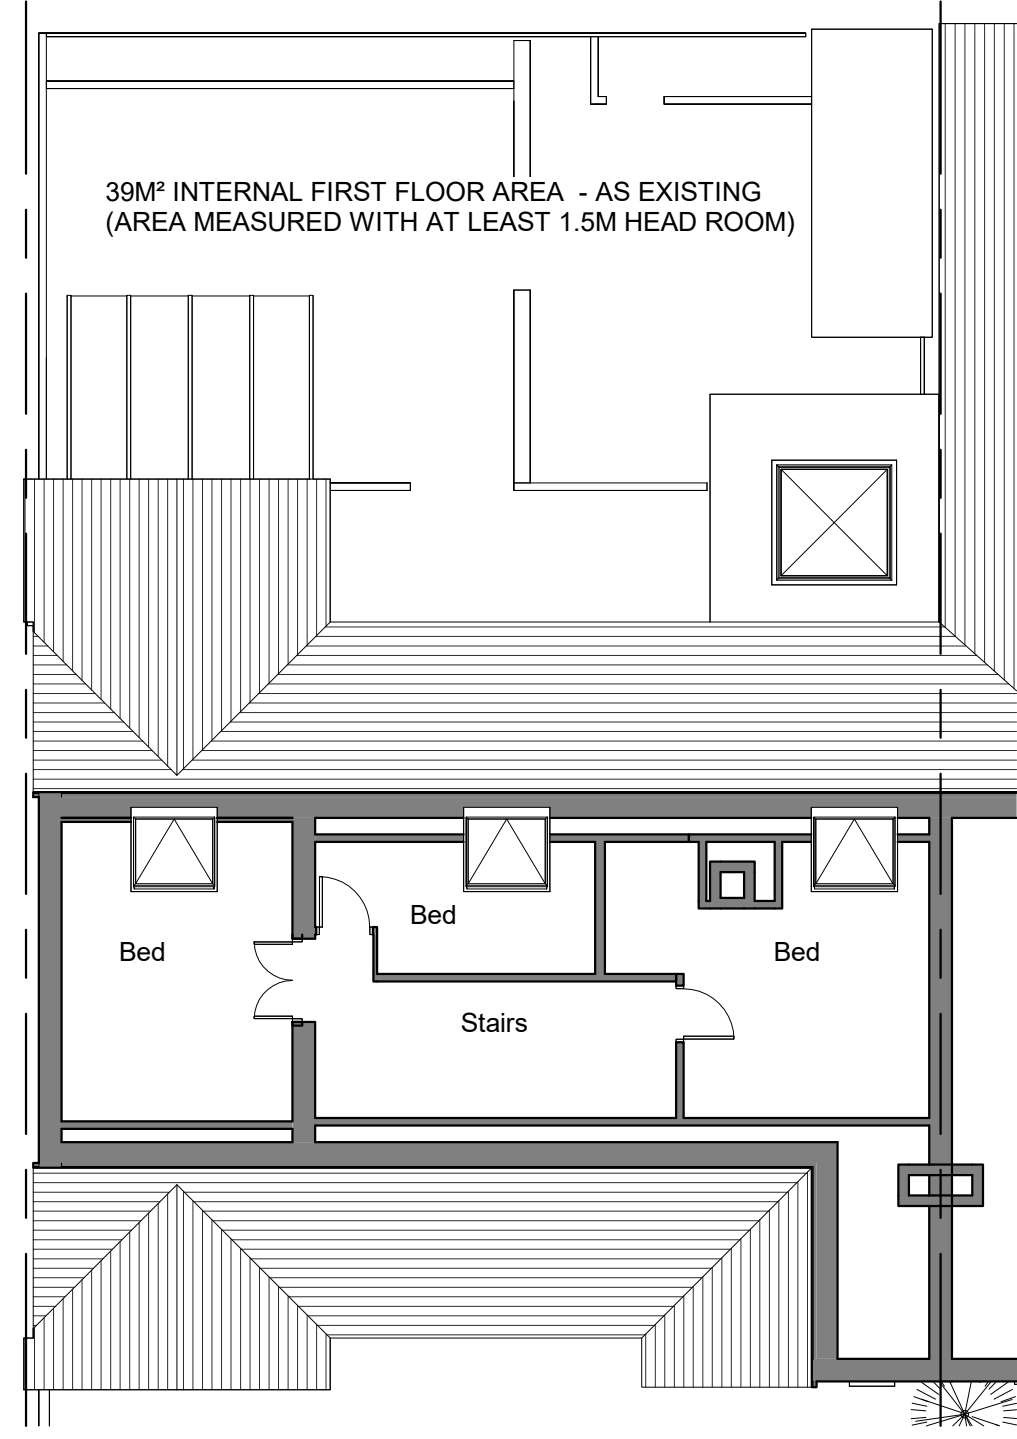 39M² INTERNAL FIRST FLOOR AREA - AS EXISTING
(AREA MEASURED WITH AT LEAST 1.5M HEAD ROOM)
Bed
Bed
Bed
Stairs